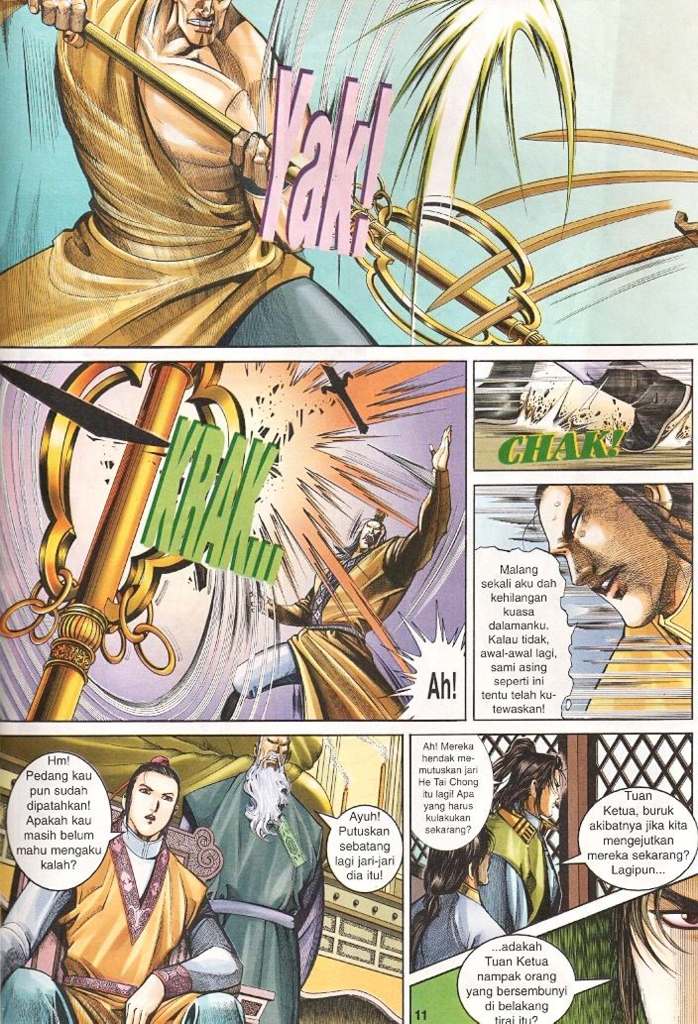 Yak!
KRAK...
Ah!
CHAK!
Malang
sekali aku dah
kehilangan
kuasa
dalamanku.
Kalau tidak,
awal-awal lagi,
sami asing
seperti ini
tentu telah ku-
tewaskan!
Hm!
Pedang kau
pun sudah
dipatahkan!
Apakah kau
masih belum
mahu mengaku
kalah?
Ayuh!
Putuskan
sebatang
lagi jari-jari
dia itu!
Ah! Mereka
hendak me-
mutuskan jari
He Tai Chong
itu lagi! Apa
yang harus
kulakukan
sekarang?
Tuan
Ketua, buruk
akibatnya jika kita
mengejutkan
mereka sekarang?
Lagipun...
...adakah
Tuan Ketua
nampak orang
yang bersembunyi
di belakang
tirai itu?
11